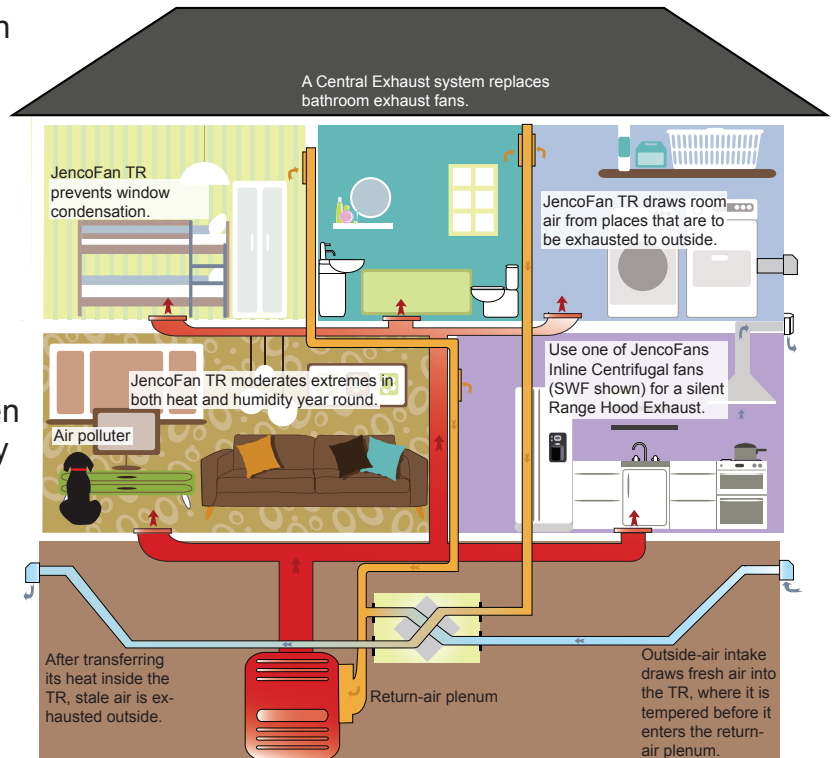 A Central Exhaust system replaces
bathroom exhaust fans.
JencoFan TR
prevents window
condensation.
JencoFan TR draws room
air from places that are to
be exhausted to outside.
JencoFan TR moderates extremes in
both heat and humidity year round.
Use one of JencoFans
Inline Centrifugal fans
(SWF shown) for a silent
Range Hood Exhaust.
Air polluter
After transferring
its heat inside the
TR, stale air is ex-
hausted outside.
Return-air plenum
Outside-air intake
draws fresh air into
the TR, where it is
tempered before it
enters the return-
air plenum.